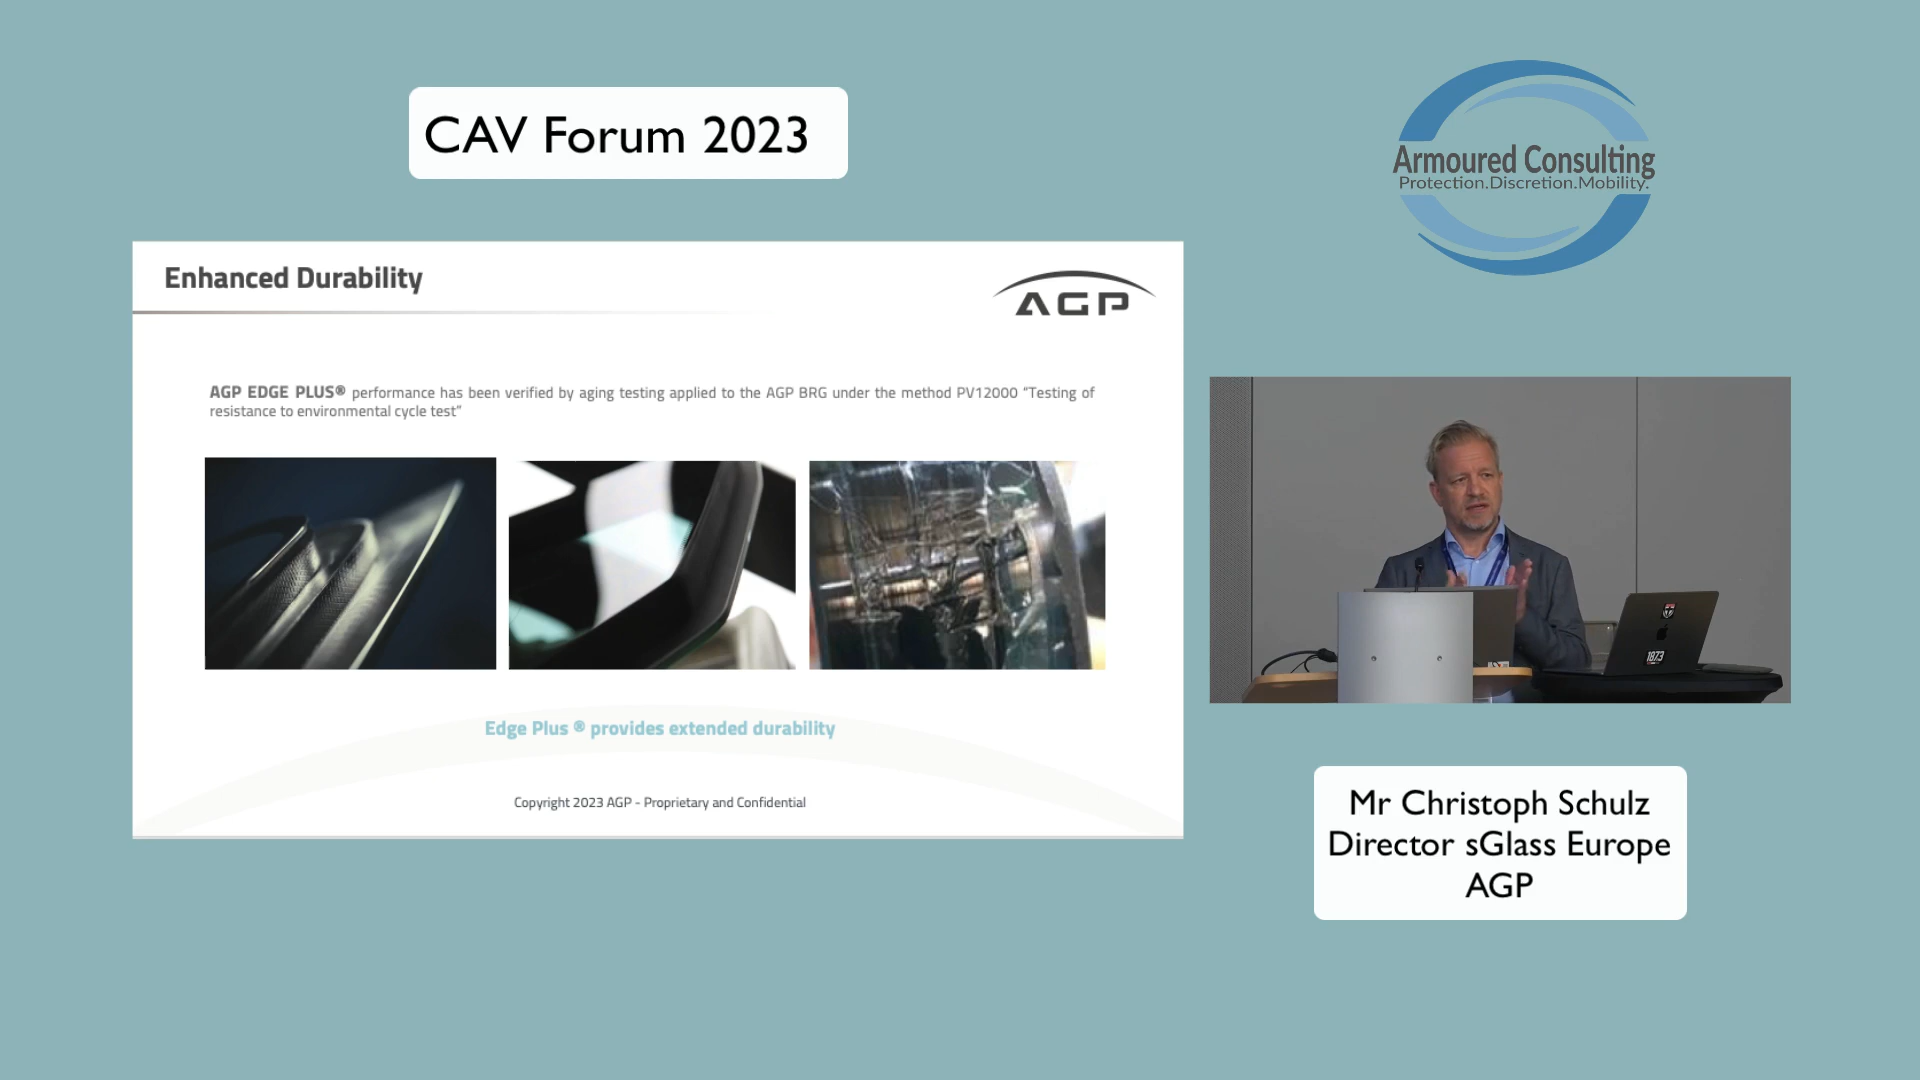 CAV Forum 2023
Armoured Consulting
Protection.Discretion.Mobility.
Enhanced Durability
AGP
AGP EDGE PLUS® performance has been verified by aging testing applied to the AGP BRG under the method PV12000 “Testing of
resistance to environmental cycle test”
Edge Plus ® provides extended durability
Copyright 2023 AGP - Proprietary and Confidential
1873
Mr Christoph Schulz
Director sGlass Europe
AGP